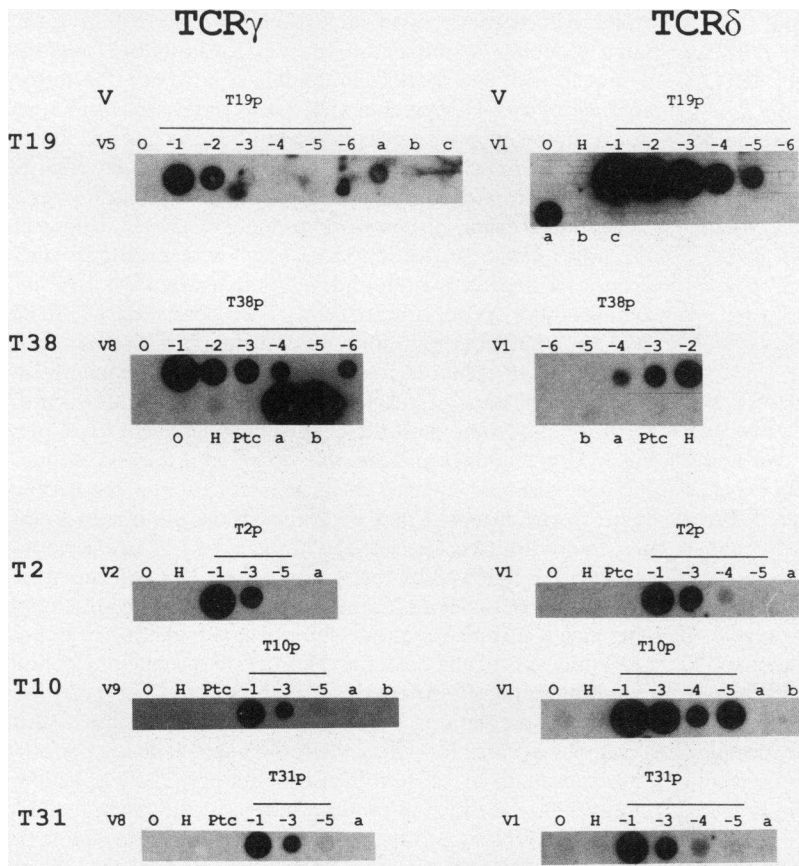 TCRγ TCRδ
V T19p V T19p
T19 V5 O -1 -2 -3 -4 -5 -6 a b c V1 O H -1 -2 -3 -4 -5 -6
a b c
T38p T38p
T38 V8 O -1 -2 -3 -4 -5 -6 V1 -6 -5 -4 -3 -2
O H Ptc a b b a Ptc H
T2p T2p
T2 V2 O H -1 -3 -5 a V1 O H Ptc -1 -3 -4 -5 a
T10p T10p
T10 V9 O H Ptc -1 -3 -5 a b V1 O H -1 -3 -4 -5 a b
T31p T31p
T31 V8 O H Ptc -1 -3 -5 a V1 O H -1 -3 -4 -5 a